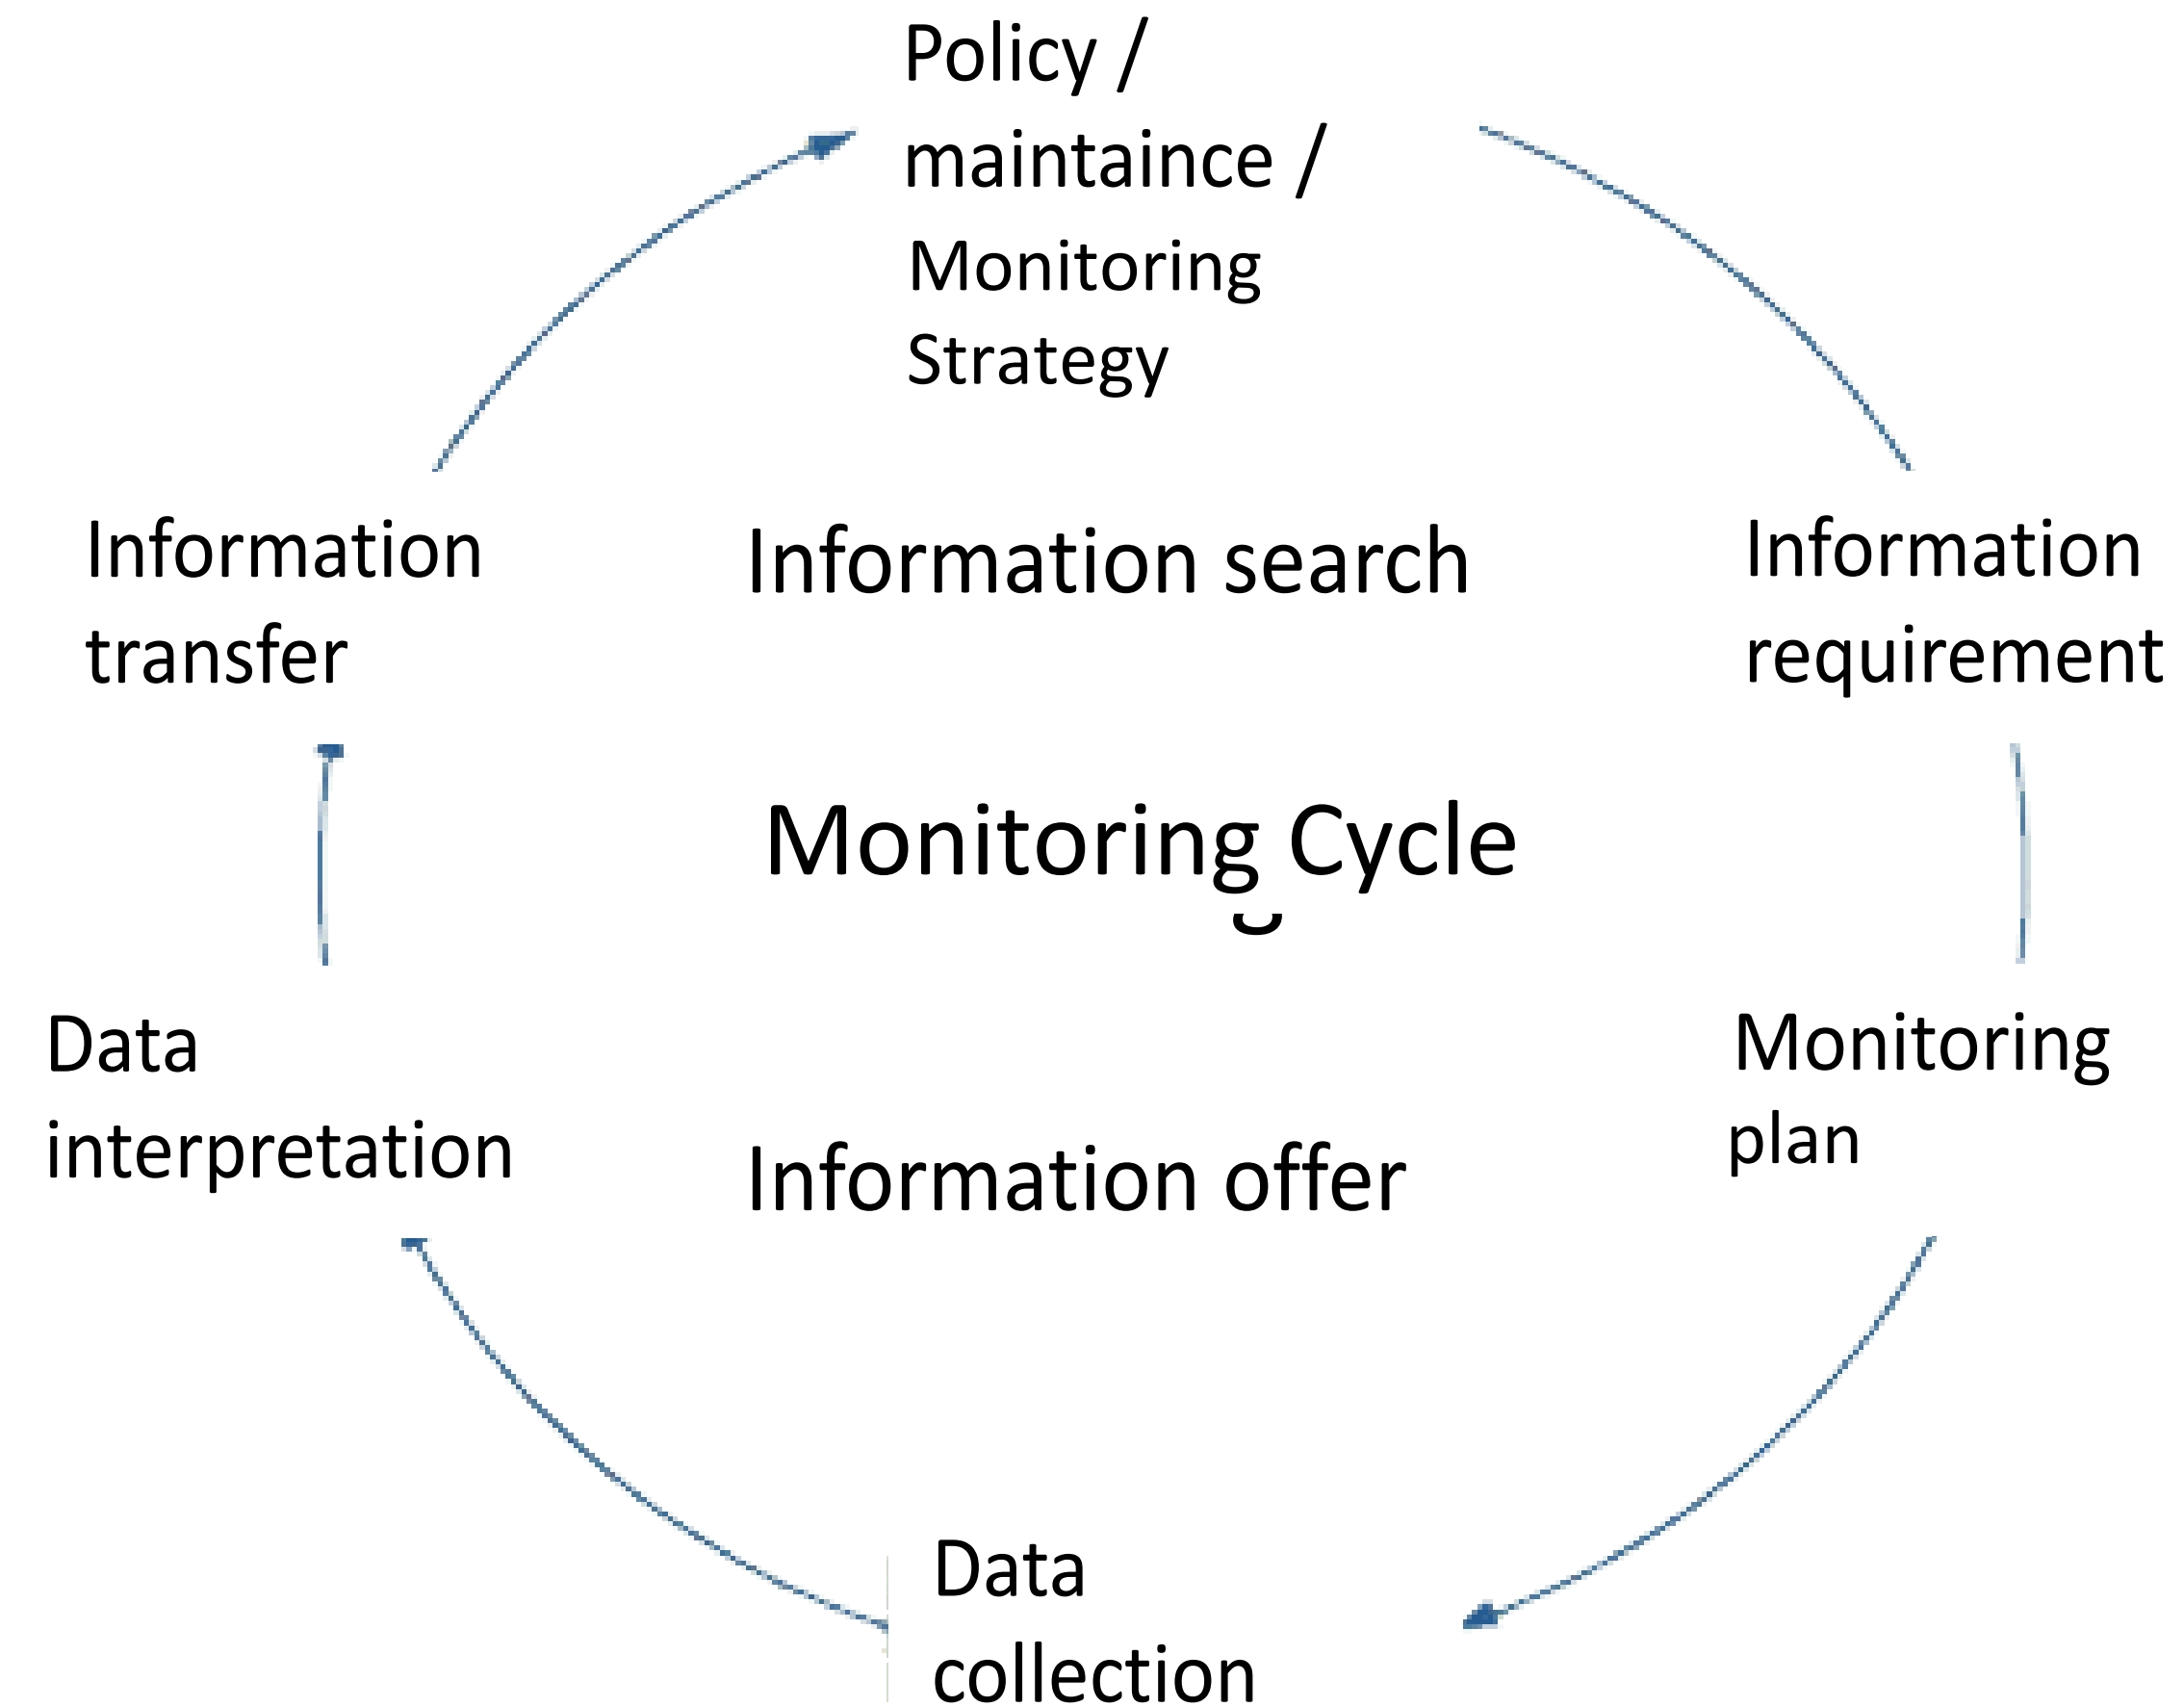 Policy /
maintaince /
Monitoring
Strategy
Information
transfer
Information search
Information
requirement
Monitoring Cycle
Data
interpretation
Information offer
Monitoring
plan
Data
collection